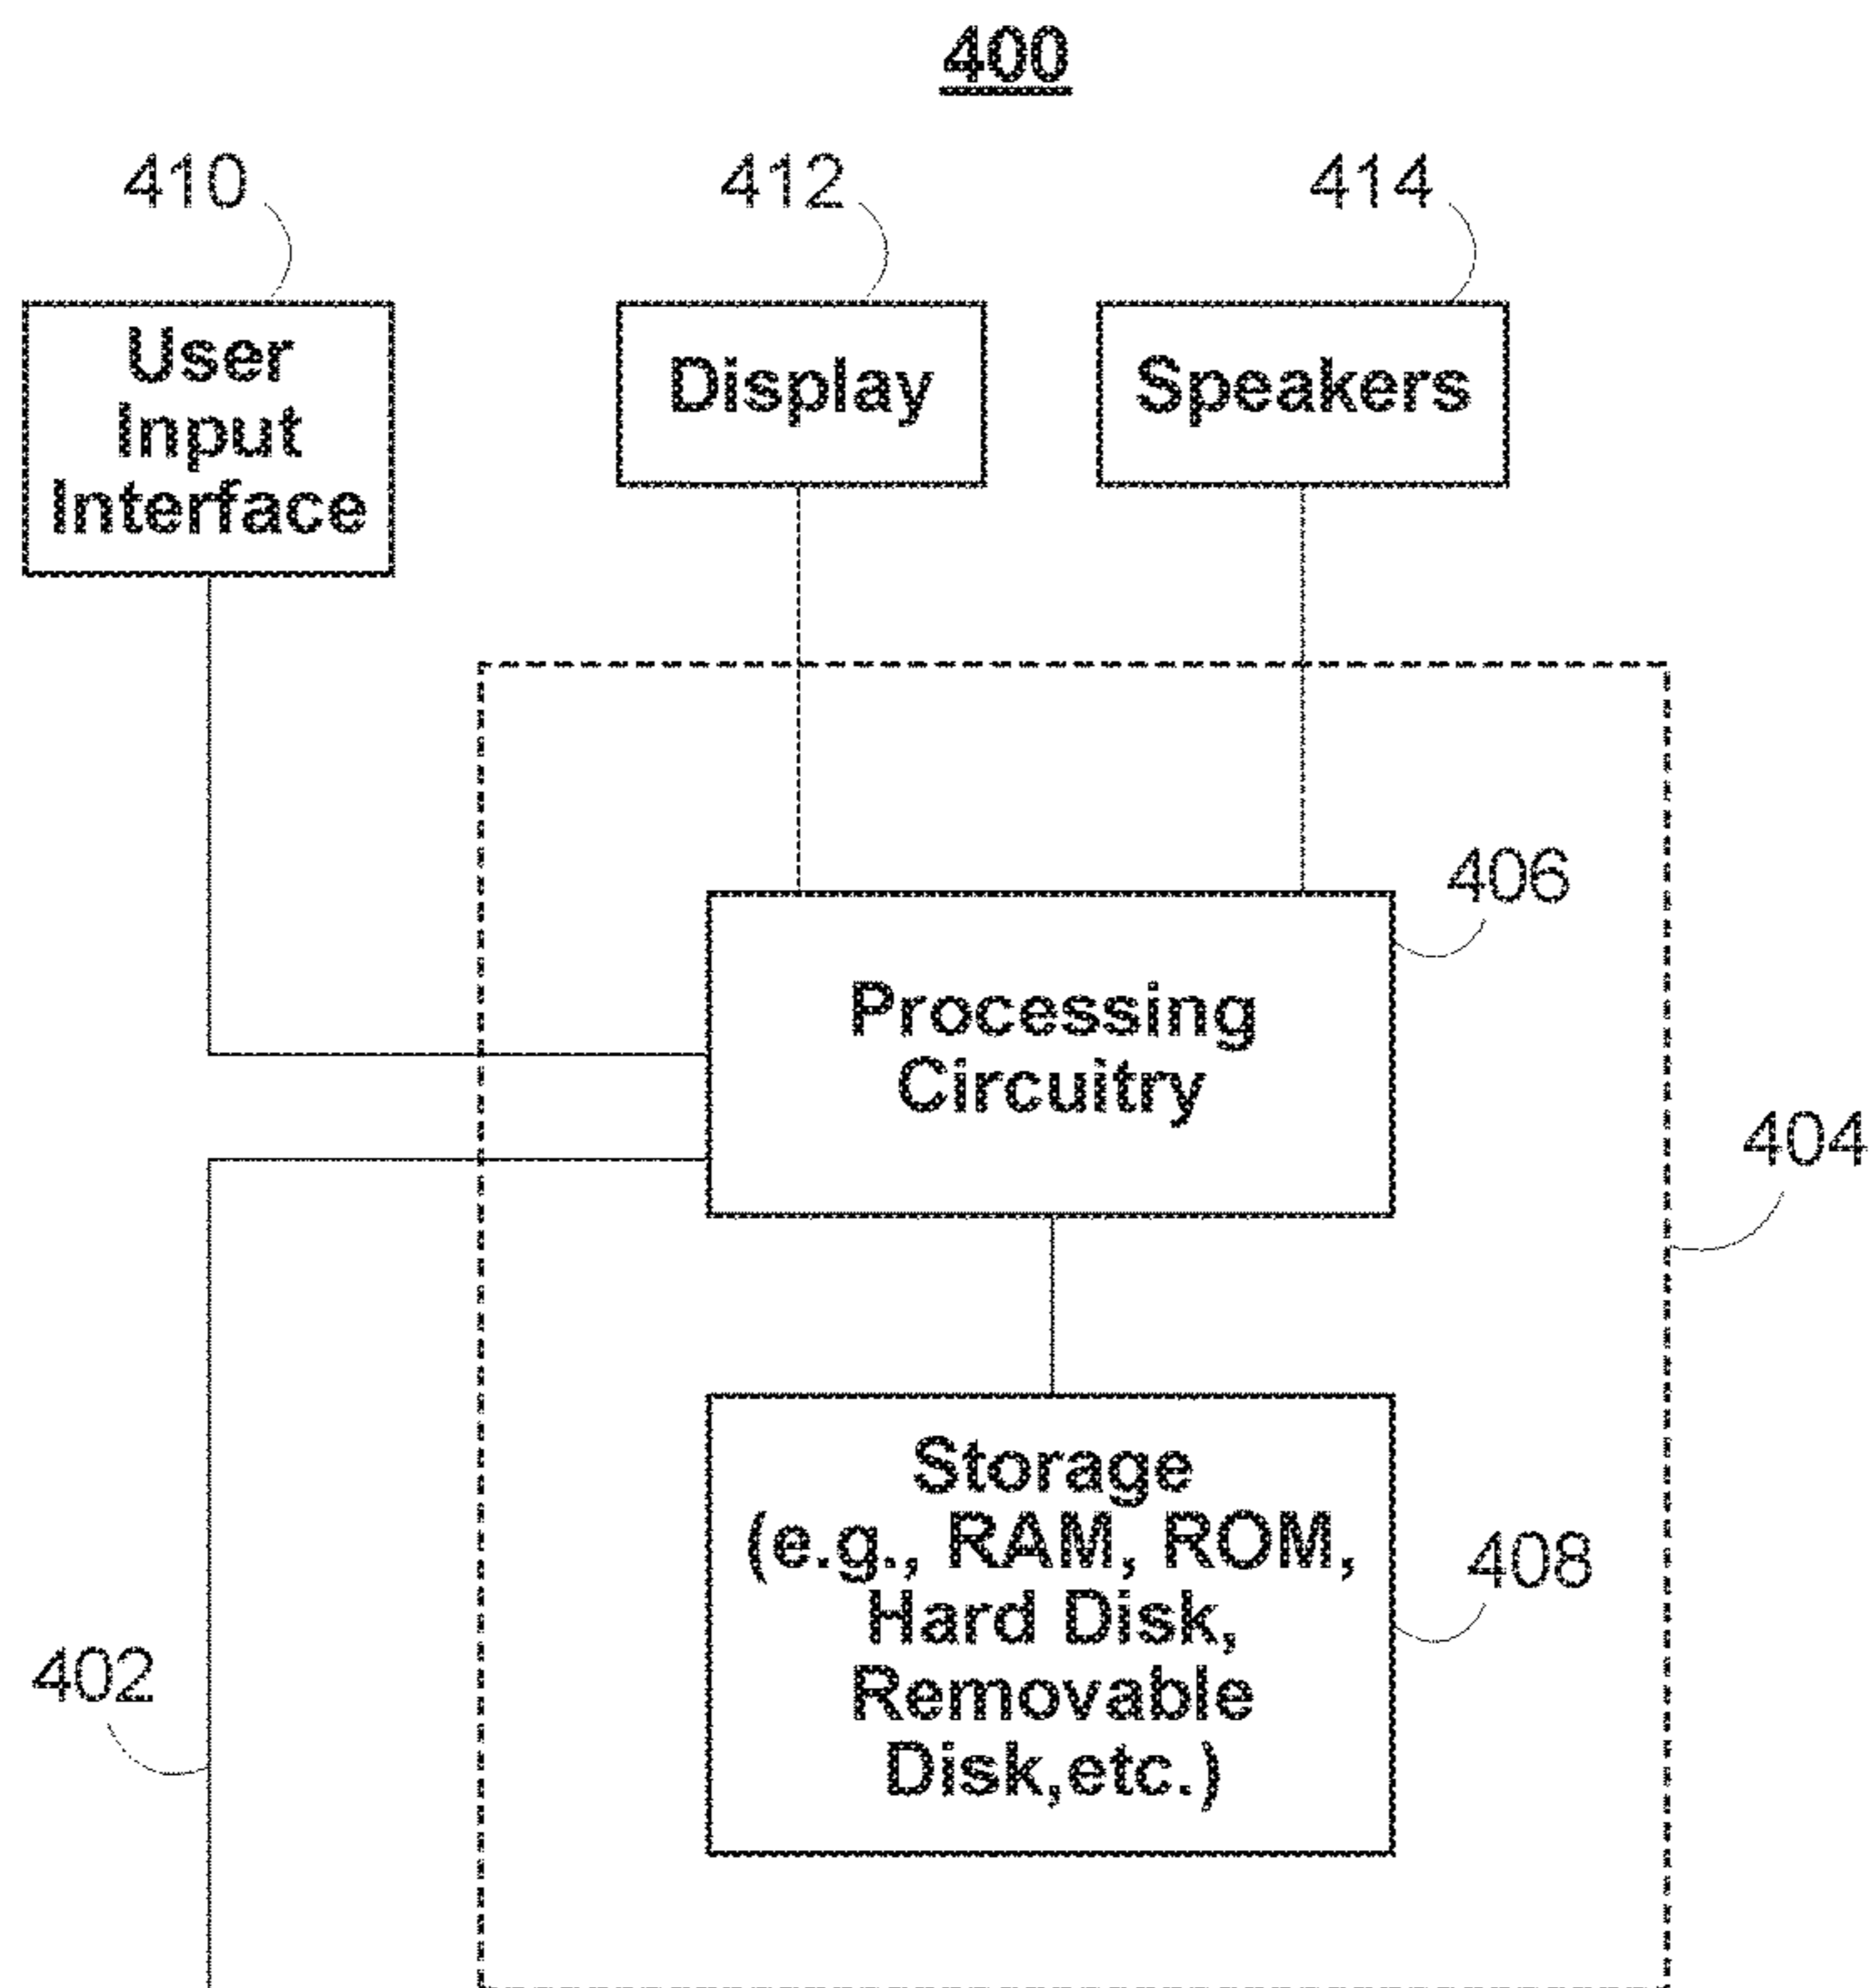 400
410
412
414
User
Input
Interface
Display
Speakers
406
Processing
Circuitry
404
Storage
(e.g., RAM, ROM,
Hard Disk,
Removable
Disk,etc.)
408
402